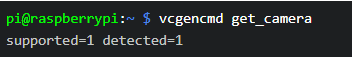 pi@raspberrypi:~ $ vcgencmd get_camera
supported=1 detected=1